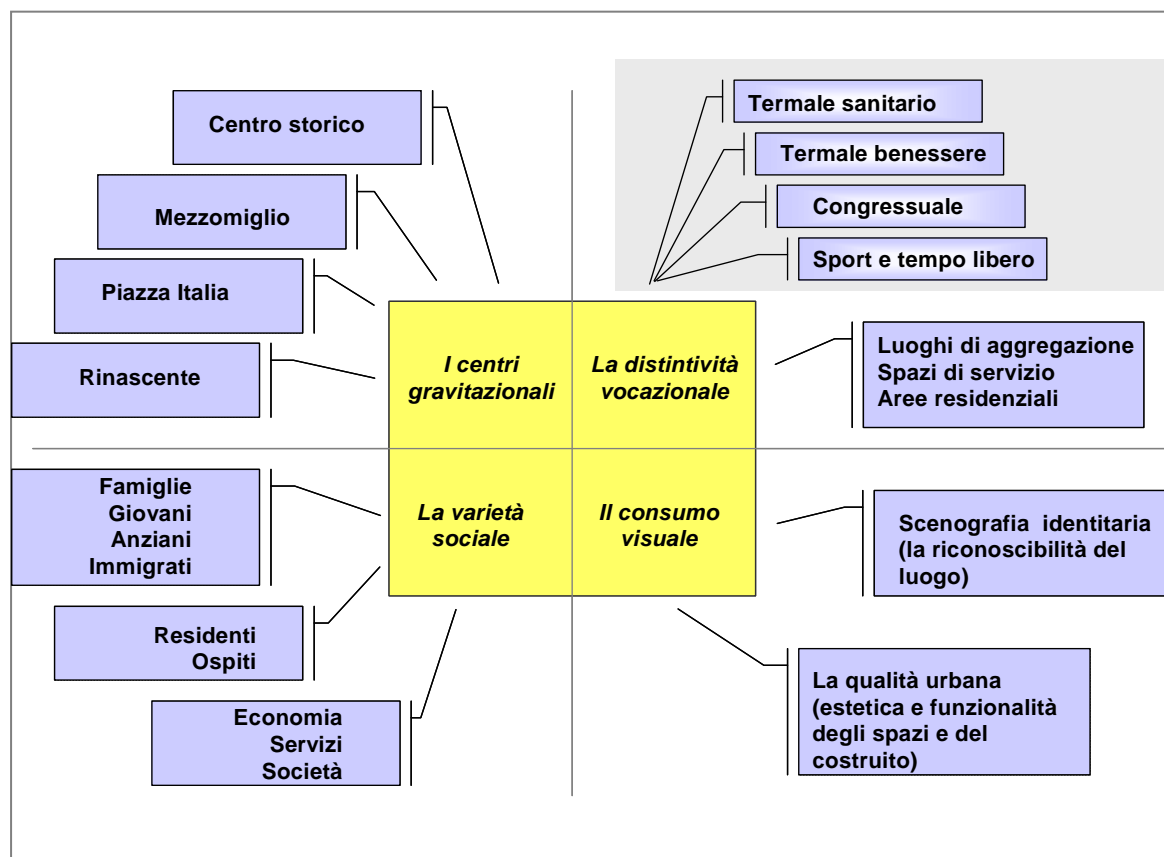 Centro storico
Mezzomiglio
Piazza Italia
Rinascente
Termale sanitario
Termale benessere
Congressuale
Sport e tempo libero
I centri
gravitazionali
La distintività
vocazionale
Luoghi di aggregazione
Spazi di servizio
Aree residenziali
Famiglie
Giovani
Anziani
Immigrati
La varietà
sociale
Il consumo
visuale
Scenografia identitaria
(la riconoscibilità del
luogo)
Residenti
Ospiti
Economia
Servizi
Società
La qualità urbana
(estetica e funzionalità
degli spazi e del
costruito)